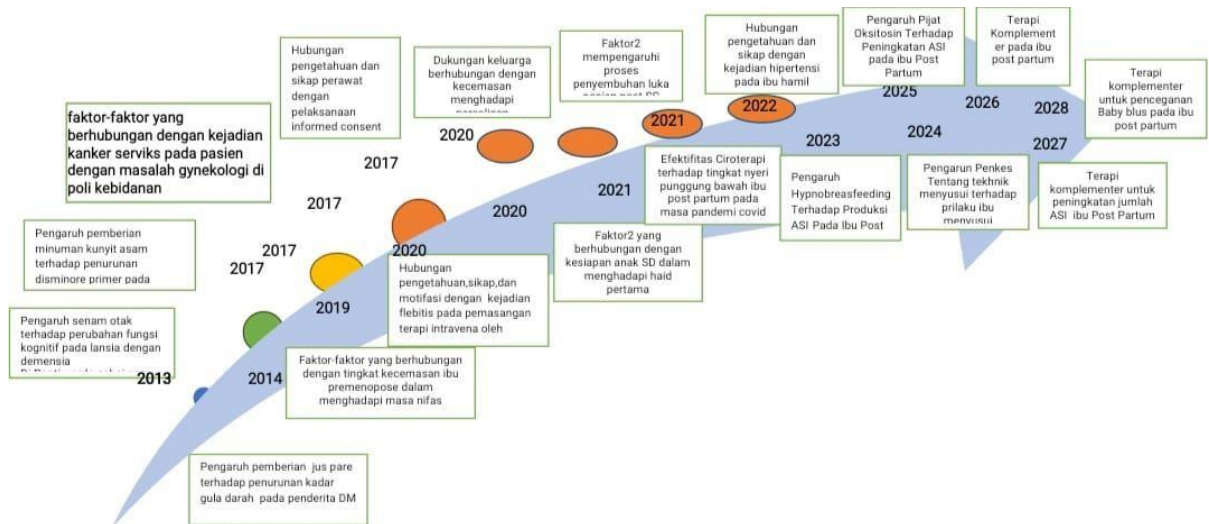 Hubungan
pengetahuan dan
sikap perawat
dengan
pelaksanaan
informed consent
Dukungan keluarga
berhubungan dengan
kecemasan
menghadapi
Faktor2
mempengaruhi
proses
penyembuhan luka
Hubungan
pengetahuan dan
sikap dengan
kejadian hipertensi
pada ibu hamil
Pengaruh Pijat
Oksitosin Terhadap
Peningkatan ASI
pada ibu Post
Partum
Terapi
Komplement
er pada ibu
post partum
Terapi
komplementer
untuk penceganan
Baby blus pada ibu
post partum
faktor-faktor yang
berhubungan dengan kejadian
kanker serviks pada pasien
dengan masalah gynekologi di
poli kebidanan
2025
2026
2028
2022
2021
2020
2017
2023
2024
2027
2017
2020
2021
Efektifitas Ciroterapi
terhadap tingkat nyeri
punggung bawah ibu
post partum pada
masa pandemi covid
Pengaruh
Hypnobreasfeeding
Terhadap Produksi
ASI Pada Ibu Post
Pengarun Penkes
Tentang tekhnik
menyusui terhadap
prilaku ibu
menyusui
Terapi
komplementer untuk
peningkatan jumlah
ASI ibu Post Partum
Pengaruh pemberian
minuman kunyit asam
terhadap penurunan
disminore primer pada
2017
2017
2020
Hubungan
pengetahuan,sikap,dan
motifasi dengan kejadian
flebitis pada pemasangan
terapi intravena oleh
Faktor2 yang
berhubungan dengan
kesiapan anak SD dalam
menghadapi haid
pertama
2019
Pengaruh senam otak
terhadap perubahan fungsi
kognitif pada lansia dengan
demensia
2013
2014
Faktor-faktor yang berhubungan
dengan tingkat kecemasan ibu
premenopose dalam
menghadapi masa nifas
Pengaruh pemberian jus pare
terhadap penurunan kadar
gula darah pada penderita DM